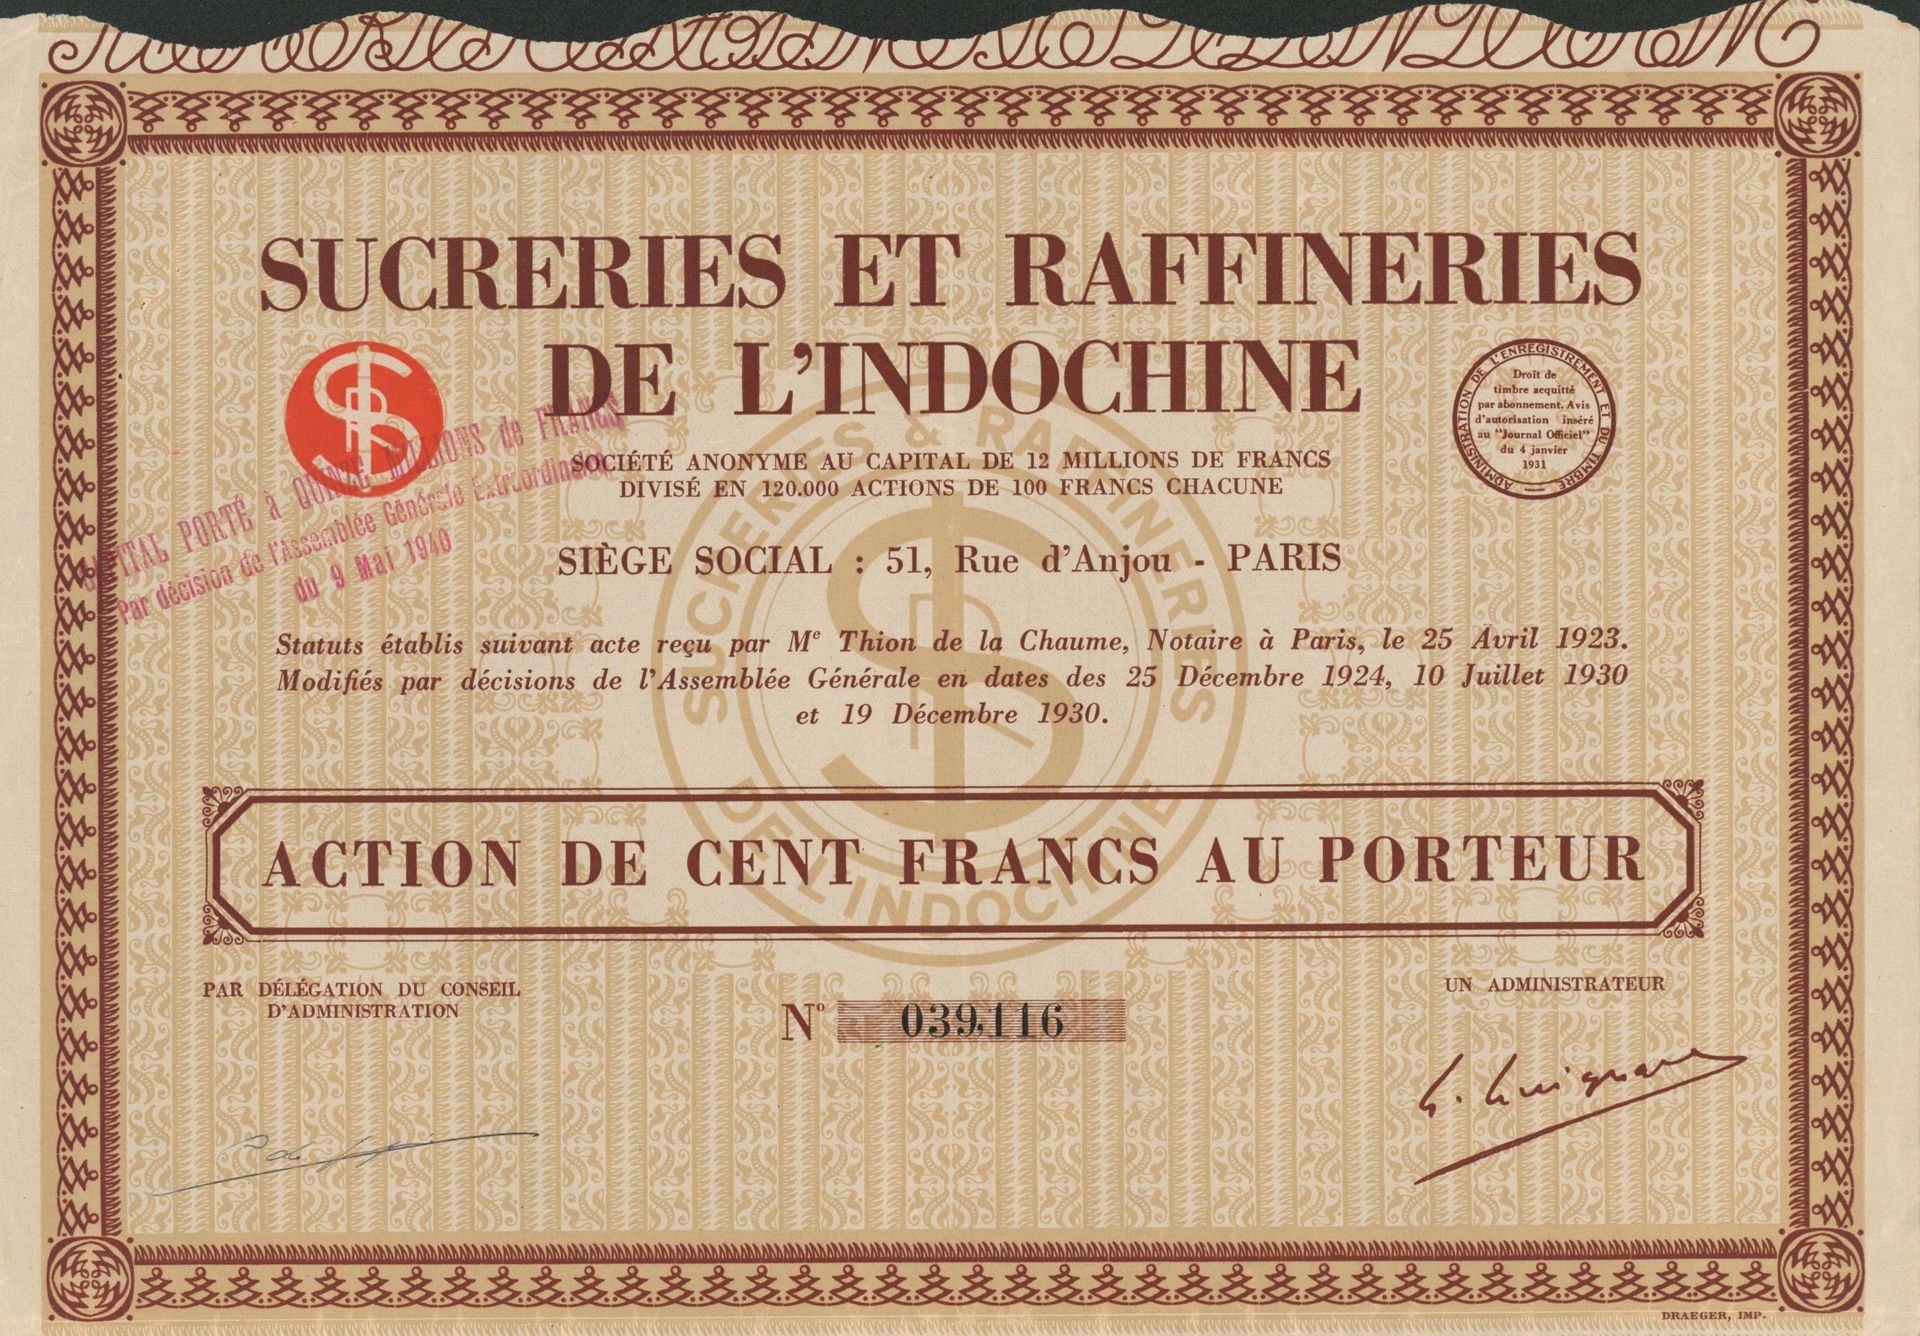 SUCRERIES ET RAFFINERIES
DE L'INDOCHINE
SOCIÉTÉ ANONYME AU CAPITAL DE 12 MILLIONS DE FRANCS
DIVISÉ EN 120.000 ACTIONS DE 100 FRANCS CHACUNE
SIÈGE SOCIAL : 51, Rue d'Anjou - PARIS
ADMINISTRATION DE L'ENREGISTREMENT ET DU TIMBRE
Droit de
timbre acquitté
par abonnement. Avis
d'autorisation inséré
au "Journal Officiel"
du 4 janvier
1931
CAPITAL PORTÉ à QUINZE MILLIONS de FRANCS
Par décision de l'Assemblée Générale Extraordinaire
du 9 Mai 1940
Statuts établis suivant acte reçu par Me Thion de la Chaume, Notaire à Paris, le 25 Avril 1923.
Modifiés par décisions de l'Assemblée Générale en dates des 25 Décembre 1924, 10 Juillet 1930
et 19 Décembre 1930.
SUCRERIES & RAFFINERIES
DE L'INDOCHINE
ACTION DE CENT FRANCS AU PORTEUR
PAR DÉLÉGATION DU CONSEIL
D'ADMINISTRATION
No 039,116
UN ADMINISTRATEUR
DRAEGER, IMP.